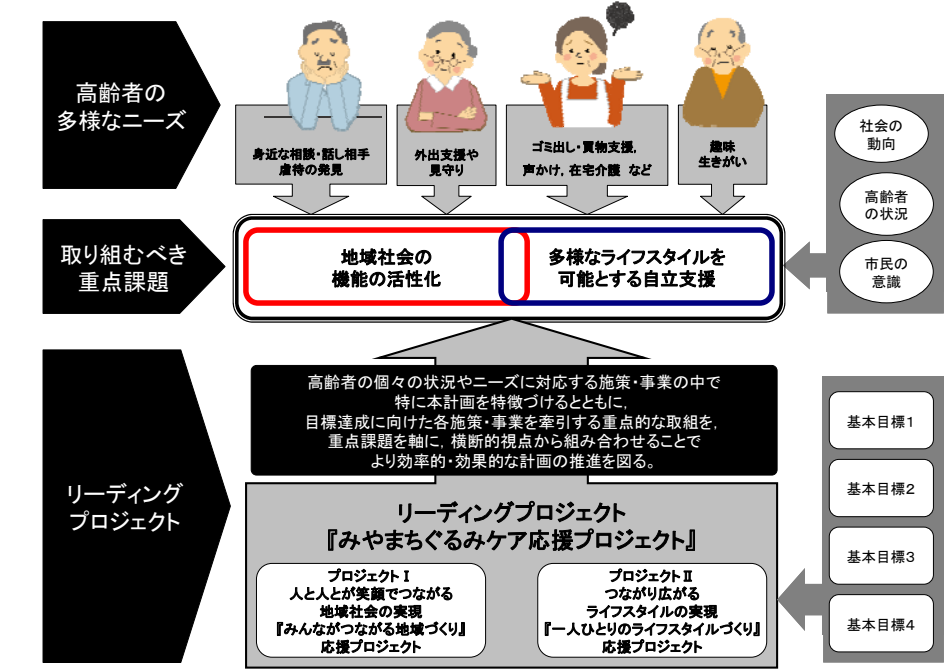 高齢者の
多様なニーズ
身近な相談・話し相手
虐待の発見
外出支援や
見守り
ゴミ出し・買物支援，
声かけ，在宅介護 など
趣味
生きがい
社会の
動向
高齢者
の状況
市民の
意識
取り組むべき
重点課題
地域社会の
機能の活性化
多様なライフスタイルを
可能とする自立支援
高齢者の個々の状況やニーズに対応する施策・事業の中で
特に本計画を特徴づけるとともに，
目標達成に向けた各施策・事業を牽引する重点的な取組を，
重点課題を軸に，横断的視点から組み合わせることで
より効率的・効果的な計画の推進を図る。
リーディング
プロジェクト
リーディングプロジェクト
『みやまちぐるみケア応援プロジェクト』
プロジェクトⅠ
人と人とが笑顔でつながる
地域社会の実現
『みんながつながる地域づくり』
応援プロジェクト
プロジェクトⅡ
つながり広がる
ライフスタイルの実現
『一人ひとりのライフスタイルづくり』
応援プロジェクト
基本目標１
基本目標２
基本目標３
基本目標４